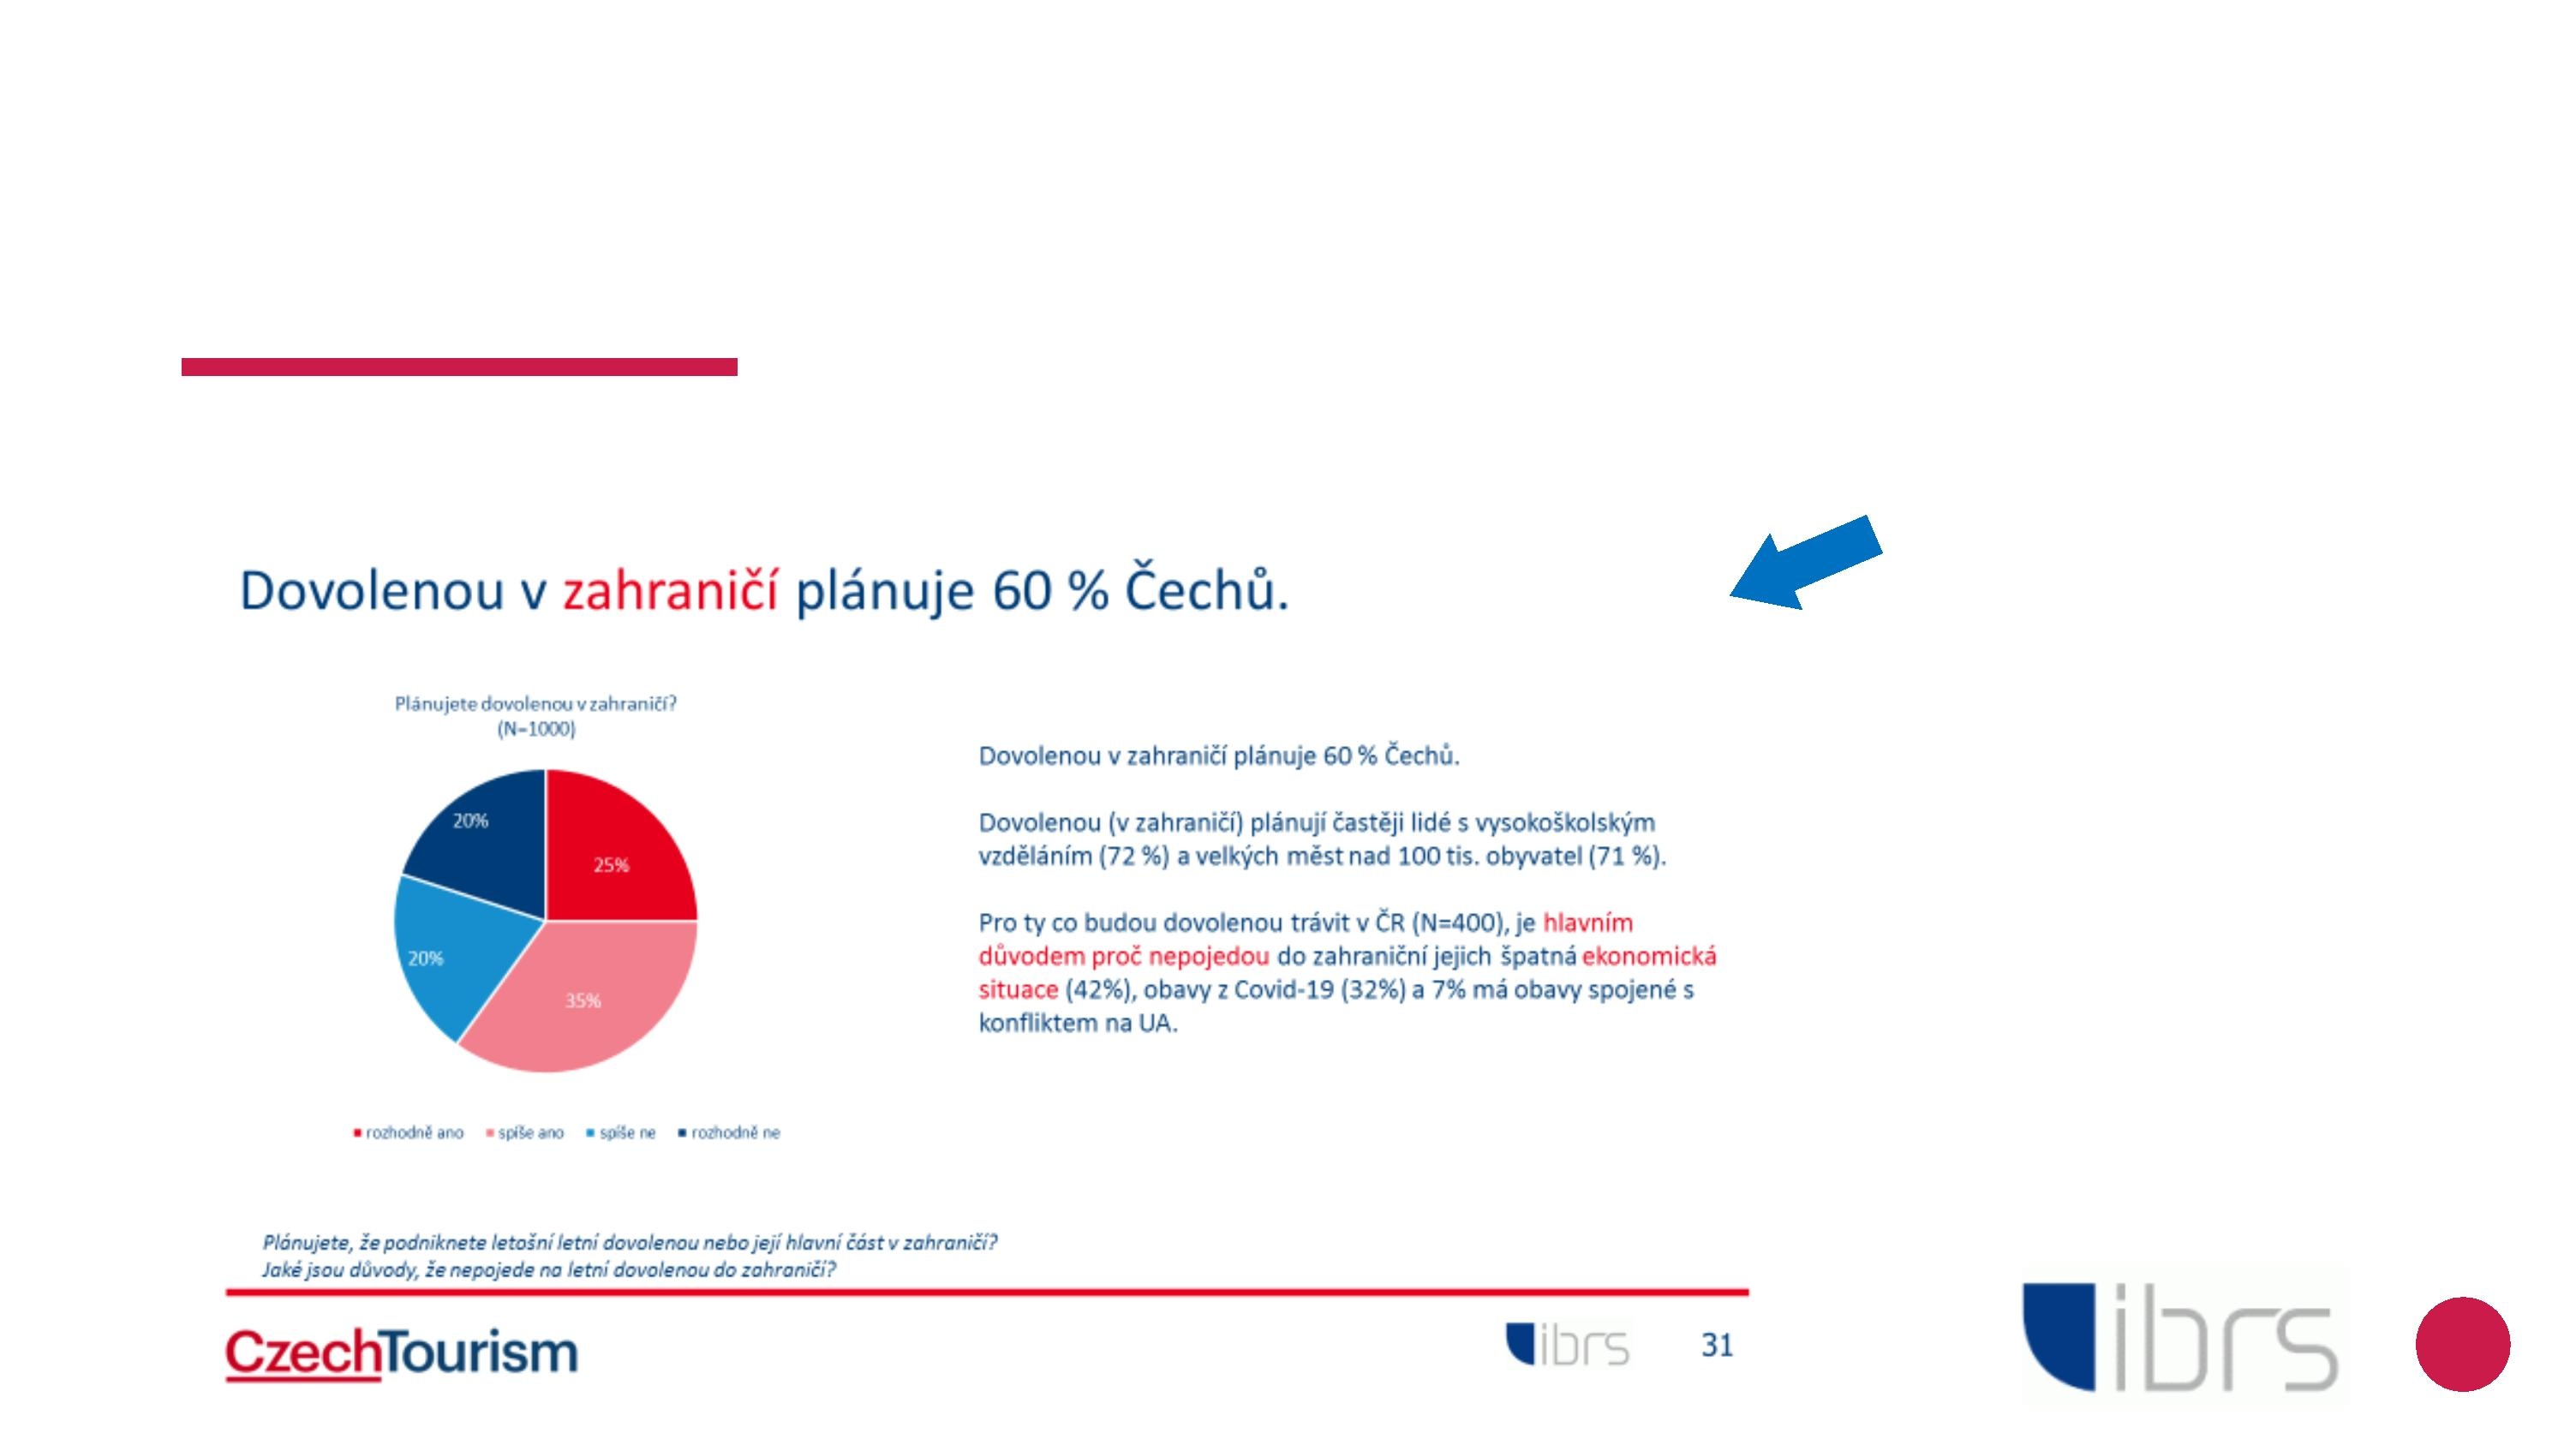 Dovolenou v zahraničí plánuje 60 % Čechů.
Plánujete dovolenou v zahraničí?
(N=1000)
20%
25%
20%
35%
rozhodně ano spíše ano spíše ne rozhodně ne
Dovolenou v zahraničí plánuje 60 % Čechů.
Dovolenou (v zahraničí) plánují častěji lidé s vysokoškolským
vzděláním (72 %) a velkých měst nad 100 tis. obyvatel (71 %).
Pro ty co budou dovolenou trávit v ČR (N=400), je hlavním
důvodem proč nepojedou do zahraniční jejich špatná ekonomická
situace (42%), obavy z Covid-19 (32%) a 7% má obavy spojené s
konfliktem na UA.
Plánujete, že podniknete letošní letní dovolenou nebo její hlavní část v zahraničí?
Jaké jsou důvody, že nepojede na letní dovolenou do zahraničí?
CzechTourism
ibrs
31
ibrs